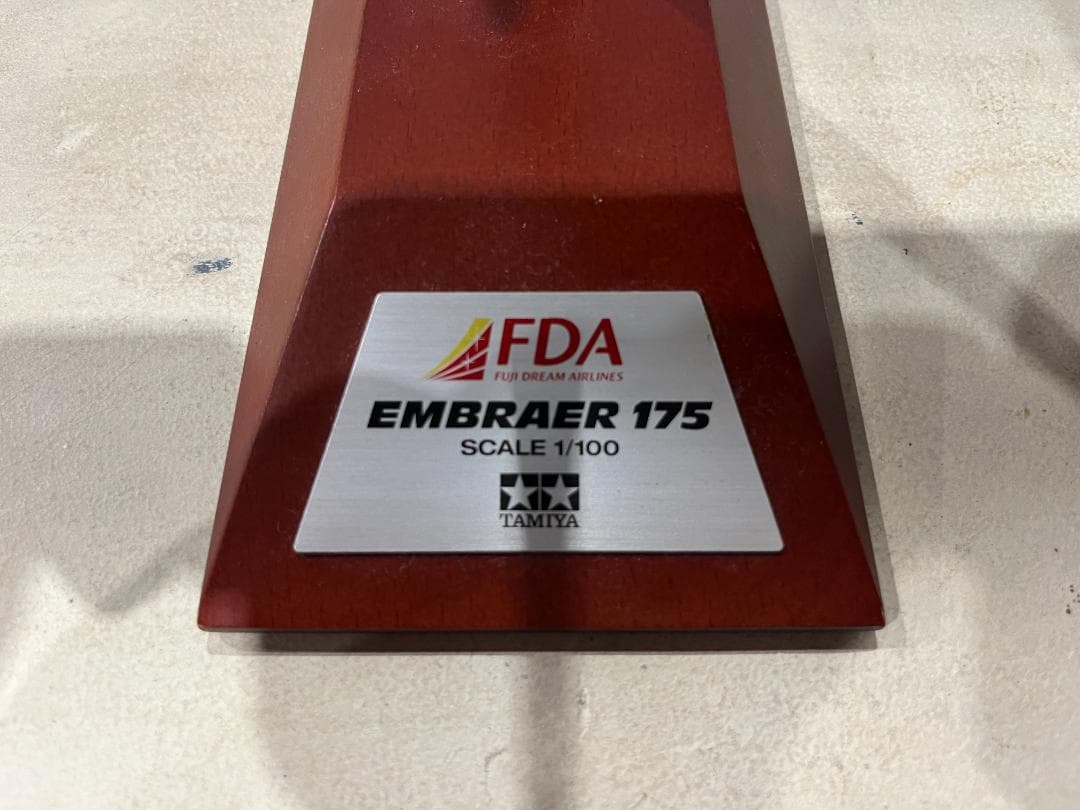 FDA
FUJI DREAM AIRLINES
EMBRAER 175
SCALE 1/100
TAMIYA